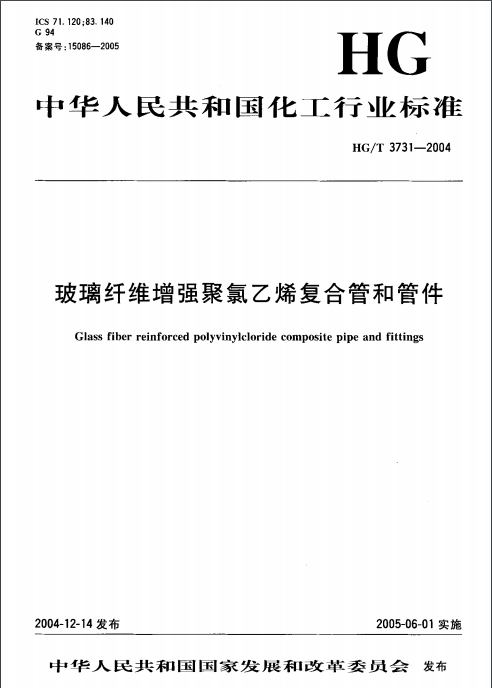 ICS 71.120;83.140
G 94
备案号:15086—2005
HG
中华人民共和国化工行业标准
HG/T 3731—2004
玻璃纤维增强聚氯乙烯复合管和管件
Glass fiber reinforced polyvinylcloride composite pipe and fittings
2004-12-14 发布
2005-06-01 实施
中华人民共和国国家发展和改革委员会 发布